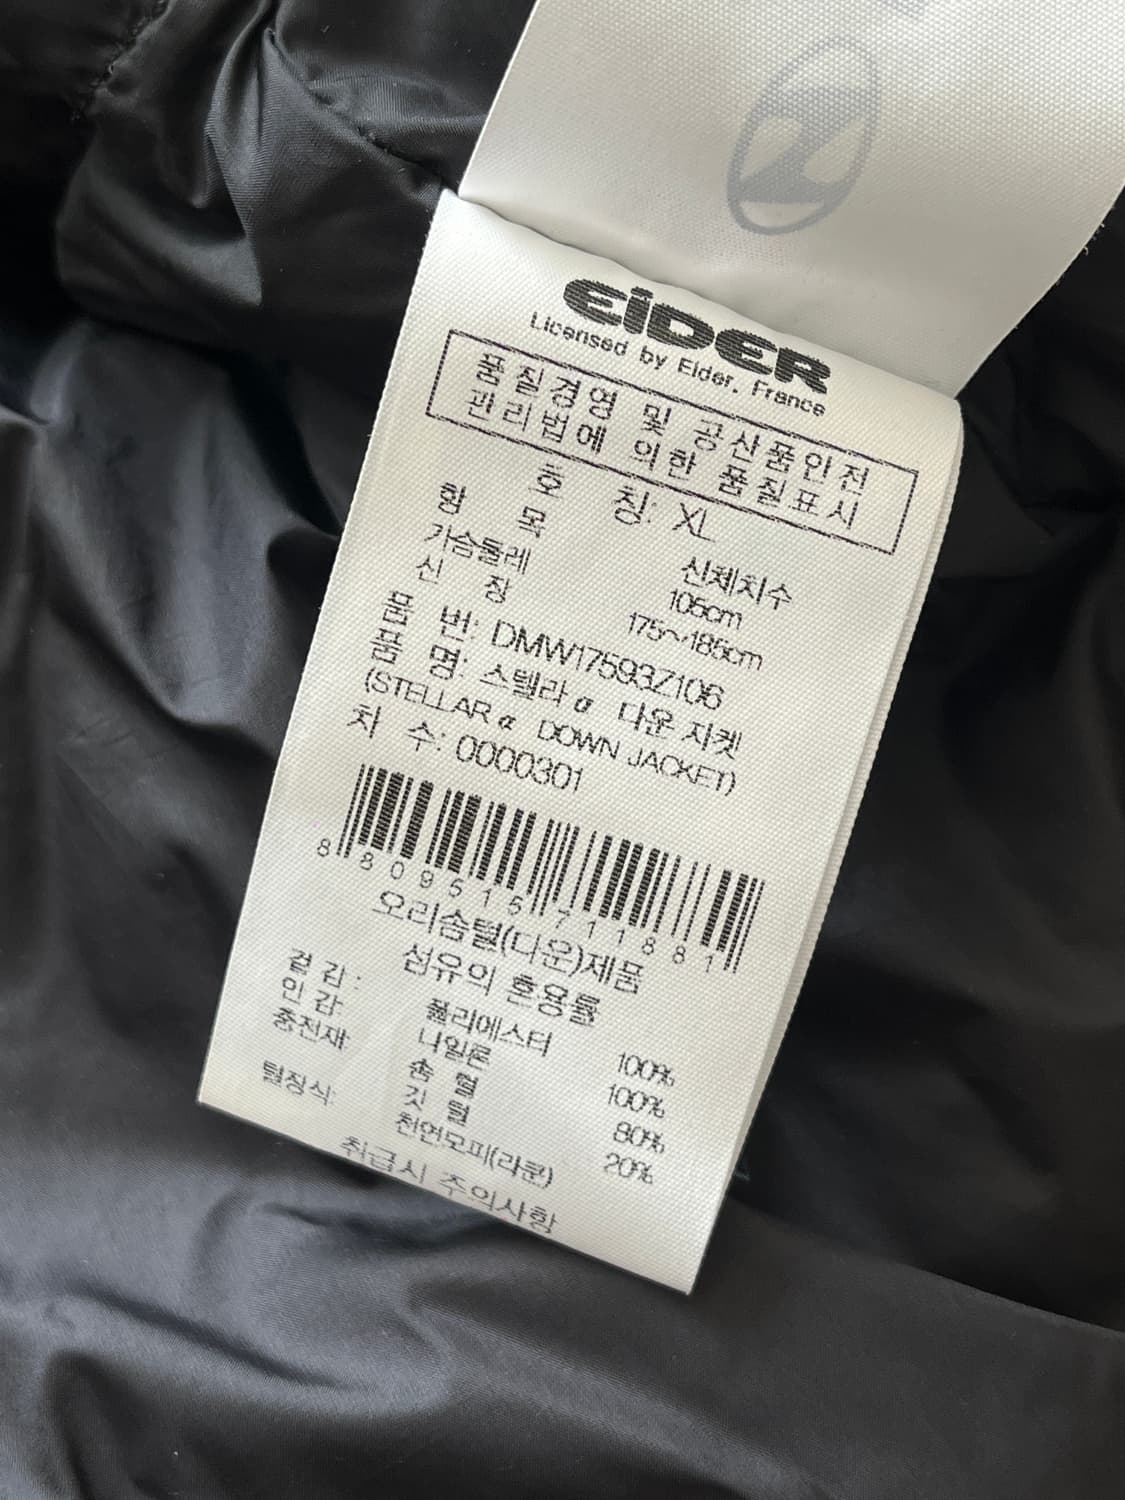 EIDER
Licensed by Eider, France
품질경영 및 공산품안전
관리법에 의한 품질표시
호 칭: XL
항 목 신체치수
가슴둘레 105cm
신 장 175~185cm
품 번: DMW17593Z106
품 명: 스텔라 α 다운 자켓
(STELLAR α DOWN JACKET)
차 수: 0000301
8 809515 711881
오리솜털(다운)제품
섬유의 혼용률
겉감: 폴리에스터 100%
안감: 나일론 100%
충전재: 솜 털 80%
깃 털 20%
털장식: 천연모피(라쿤)
취급시 주의사항